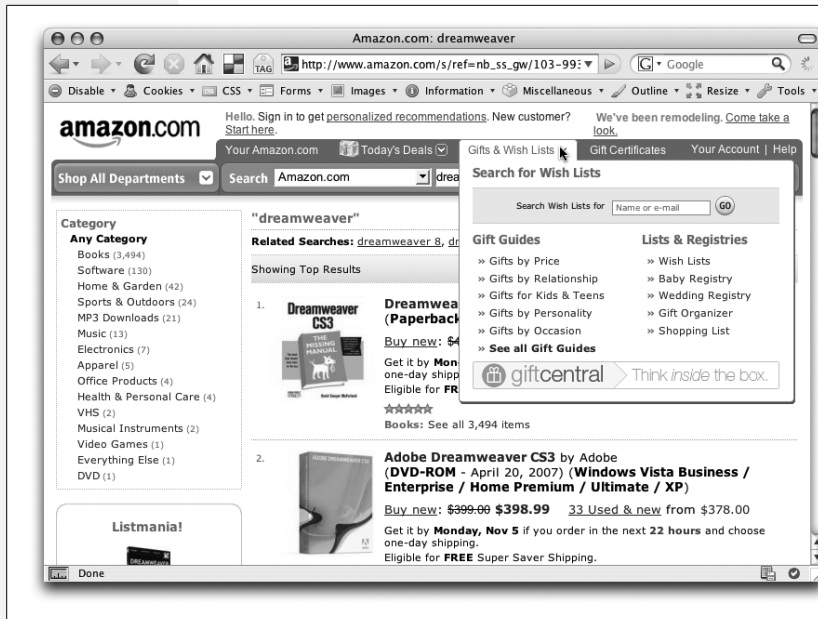 Amazon.com: dreamweaver
TAG
http://www.amazon.com/s/ref=nb_ss_gw/103-99
G Google
Disable Cookies CSS Forms Images Information Miscellaneous Outline Resize Tools
amazon.com
Hello. Sign in to get personalized recommendations. New customer?
Start here.
We've been remodeling. Come take a
look.
Your Amazon.com Today's Deals Gifts & Wish Lists Gift Certificates Your Account | Help
Shop All Departments Search Amazon.com
Search for Wish Lists
Search Wish Lists for Name or e-mail GO
Gift Guides
» Gifts by Price
» Gifts by Relationship
» Gifts for Kids & Teens
» Gifts by Personality
» Gifts by Occasion
» See all Gift Guides
Lists & Registries
» Wish Lists
» Baby Registry
» Wedding Registry
» Gift Organizer
» Shopping List
giftcentral Think inside the box.
Category
Any Category
Books (3,494)
Software (130)
Home & Garden (42)
Sports & Outdoors (24)
MP3 Downloads (21)
Music (13)
Electronics (7)
Apparel (5)
Office Products (4)
Health & Personal Care (4)
VHS (2)
Musical Instruments (2)
Video Games (1)
Everything Else (1)
DVD (1)
Listmania!
"dreamweaver"
Related Searches: dreamweaver 8, dr
Showing Top Results
1.
Dreamweaver
CS3
THE
MISSING
MANUAL
Dreamwea
(Paperback
Buy new: $4
Get it by Mon
one-day shipp
Eligible for FR
Books: See all 3,494 items
2.
Adobe Dreamweaver CS3 by Adobe
(DVD-ROM - April 20, 2007) (Windows Vista Business /
Enterprise / Home Premium / Ultimate / XP)
Buy new: $399.00 $398.99 33 Used & new from $378.00
Get it by Monday, Nov 5 if you order in the next 22 hours and choose
one-day shipping.
Eligible for FREE Super Saver Shipping.
Done